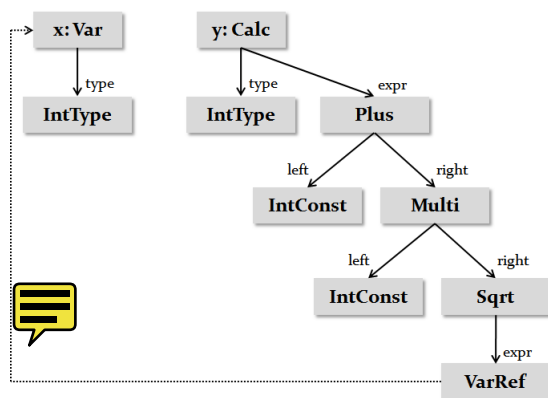 x: Var
y: Calc
type
type
expr
IntType
IntType
Plus
left
right
IntConst
Multi
left
right
IntConst
Sqrt
expr
VarRef